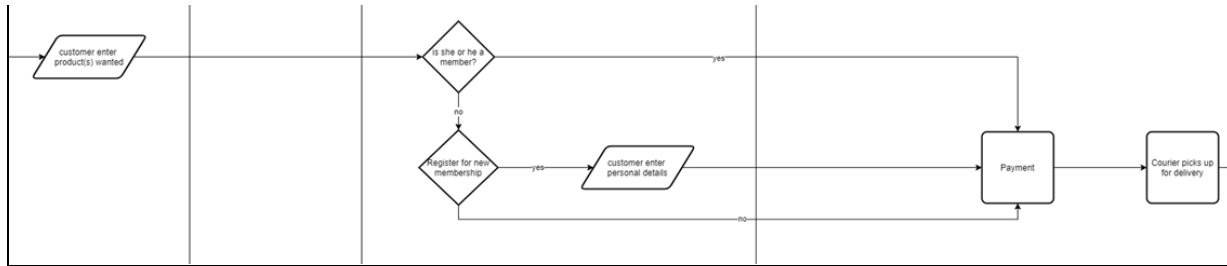 customer enter
product(s) wanted
is she or he a
member?
yes
no
Register for new
membership
yes
customer enter
personal details
no
Payment
Courier picks up
for delivery